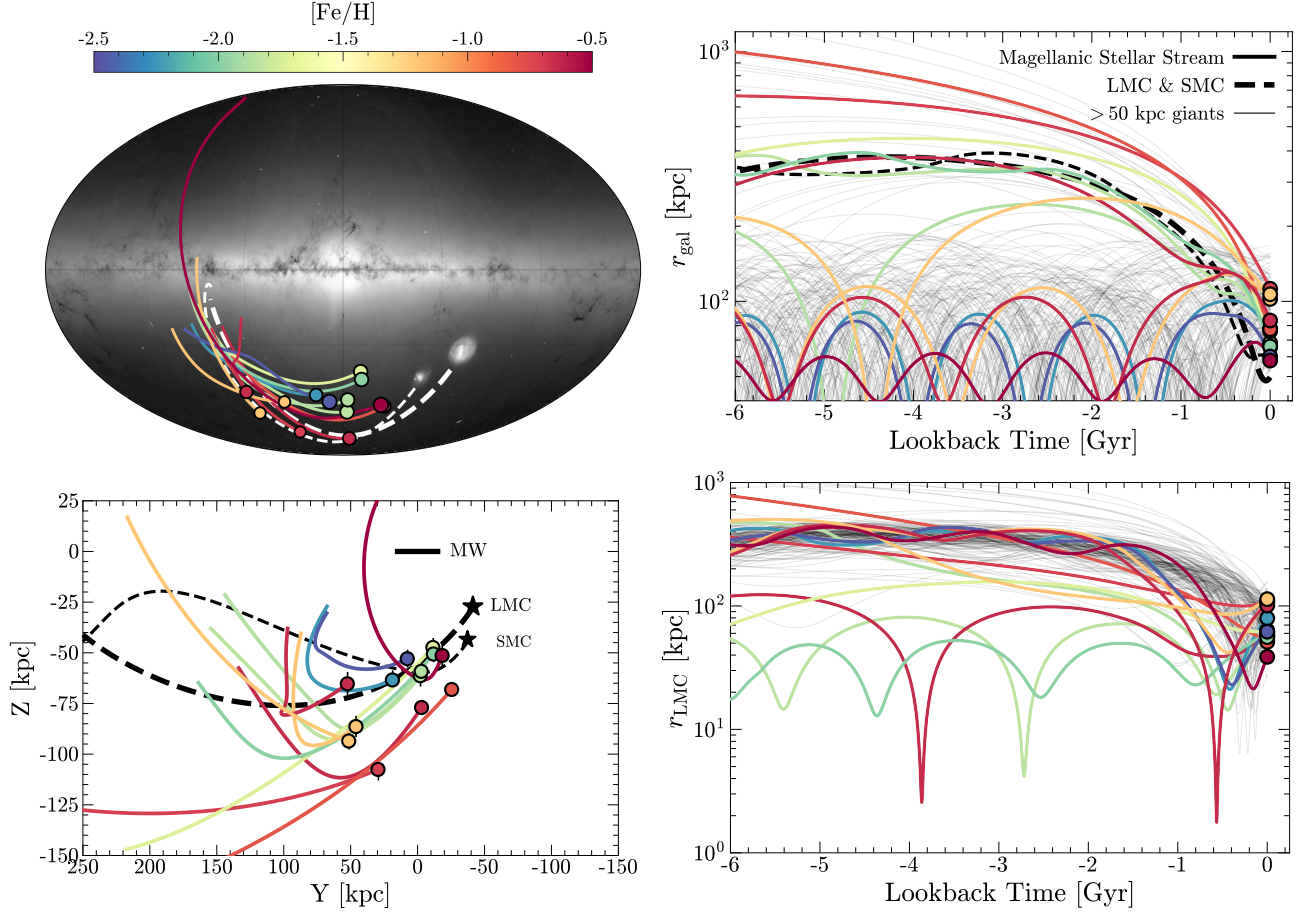 [Fe/H]
-2.5 -2.0 -1.5 -1.0 -0.5
10³
10²
r_gal [kpc]
Magellanic Stellar Stream
LMC & SMC
> 50 kpc giants
-6 -5 -4 -3 -2 -1 0
Lookback Time [Gyr]
25
0
-25
-50
-75
-100
-125
-150
Z [kpc]
MW
LMC
SMC
250 200 150 100 50 0 -50 -100 -150
Y [kpc]
10³
10²
10¹
10⁰
r_LMC [kpc]
-6 -5 -4 -3 -2 -1 0
Lookback Time [Gyr]